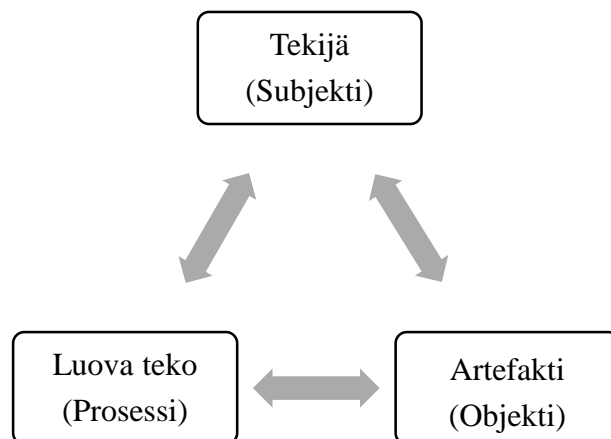 Tekijä
(Subjekti)
Luova teko
(Prosessi)
Artefakti
(Objekti)